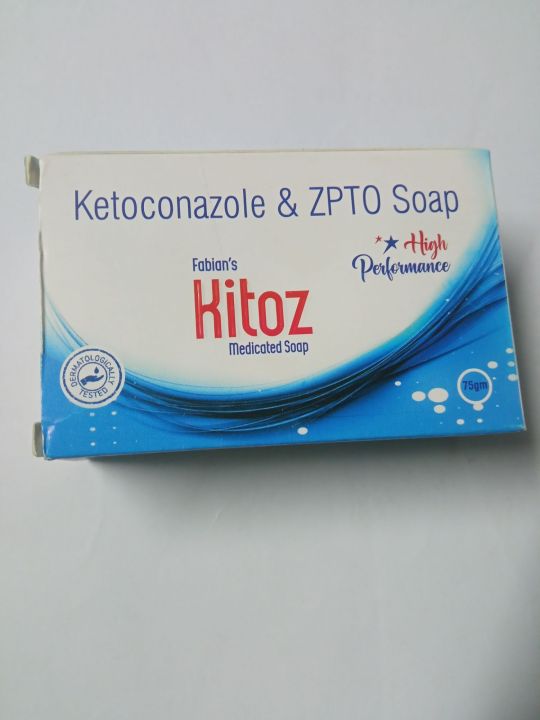 Ketoconazole & ZPTO Soap
High
Performance
Fabian's
Kitoz
Medicated Soap
DERMATOLOGICALLY
TESTED
75gm